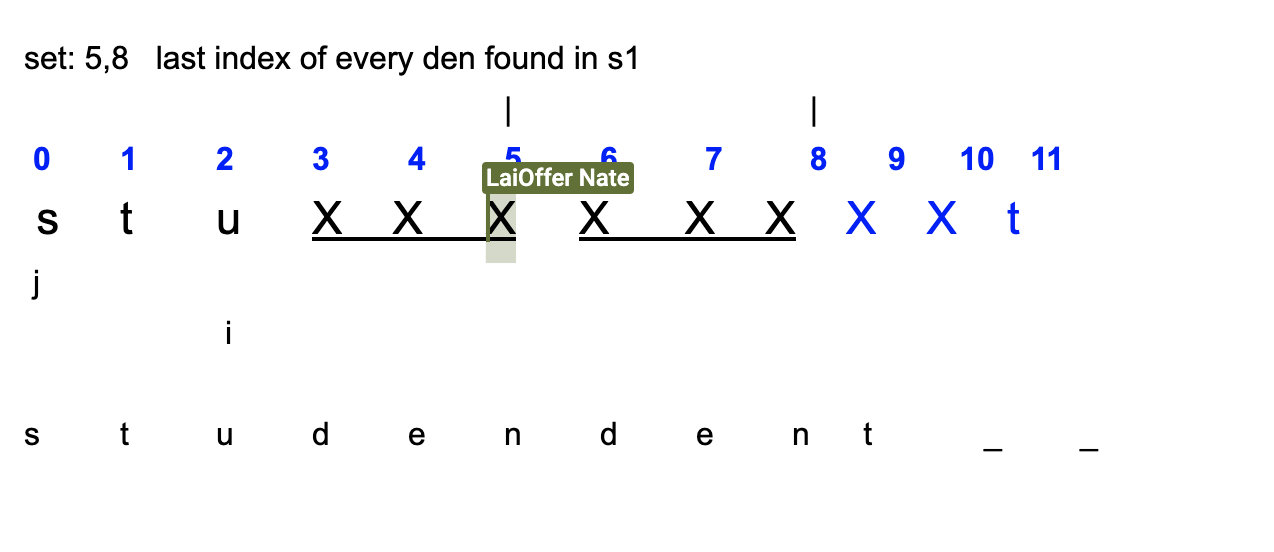 set: 5,8 last index of every den found in s1
| |
0 1 2 3 4 5 6 7 8 9 10 11
LaiOffer Nate
s t u X X X X X X X X t
j
i
s t u d e n d e n t _ _